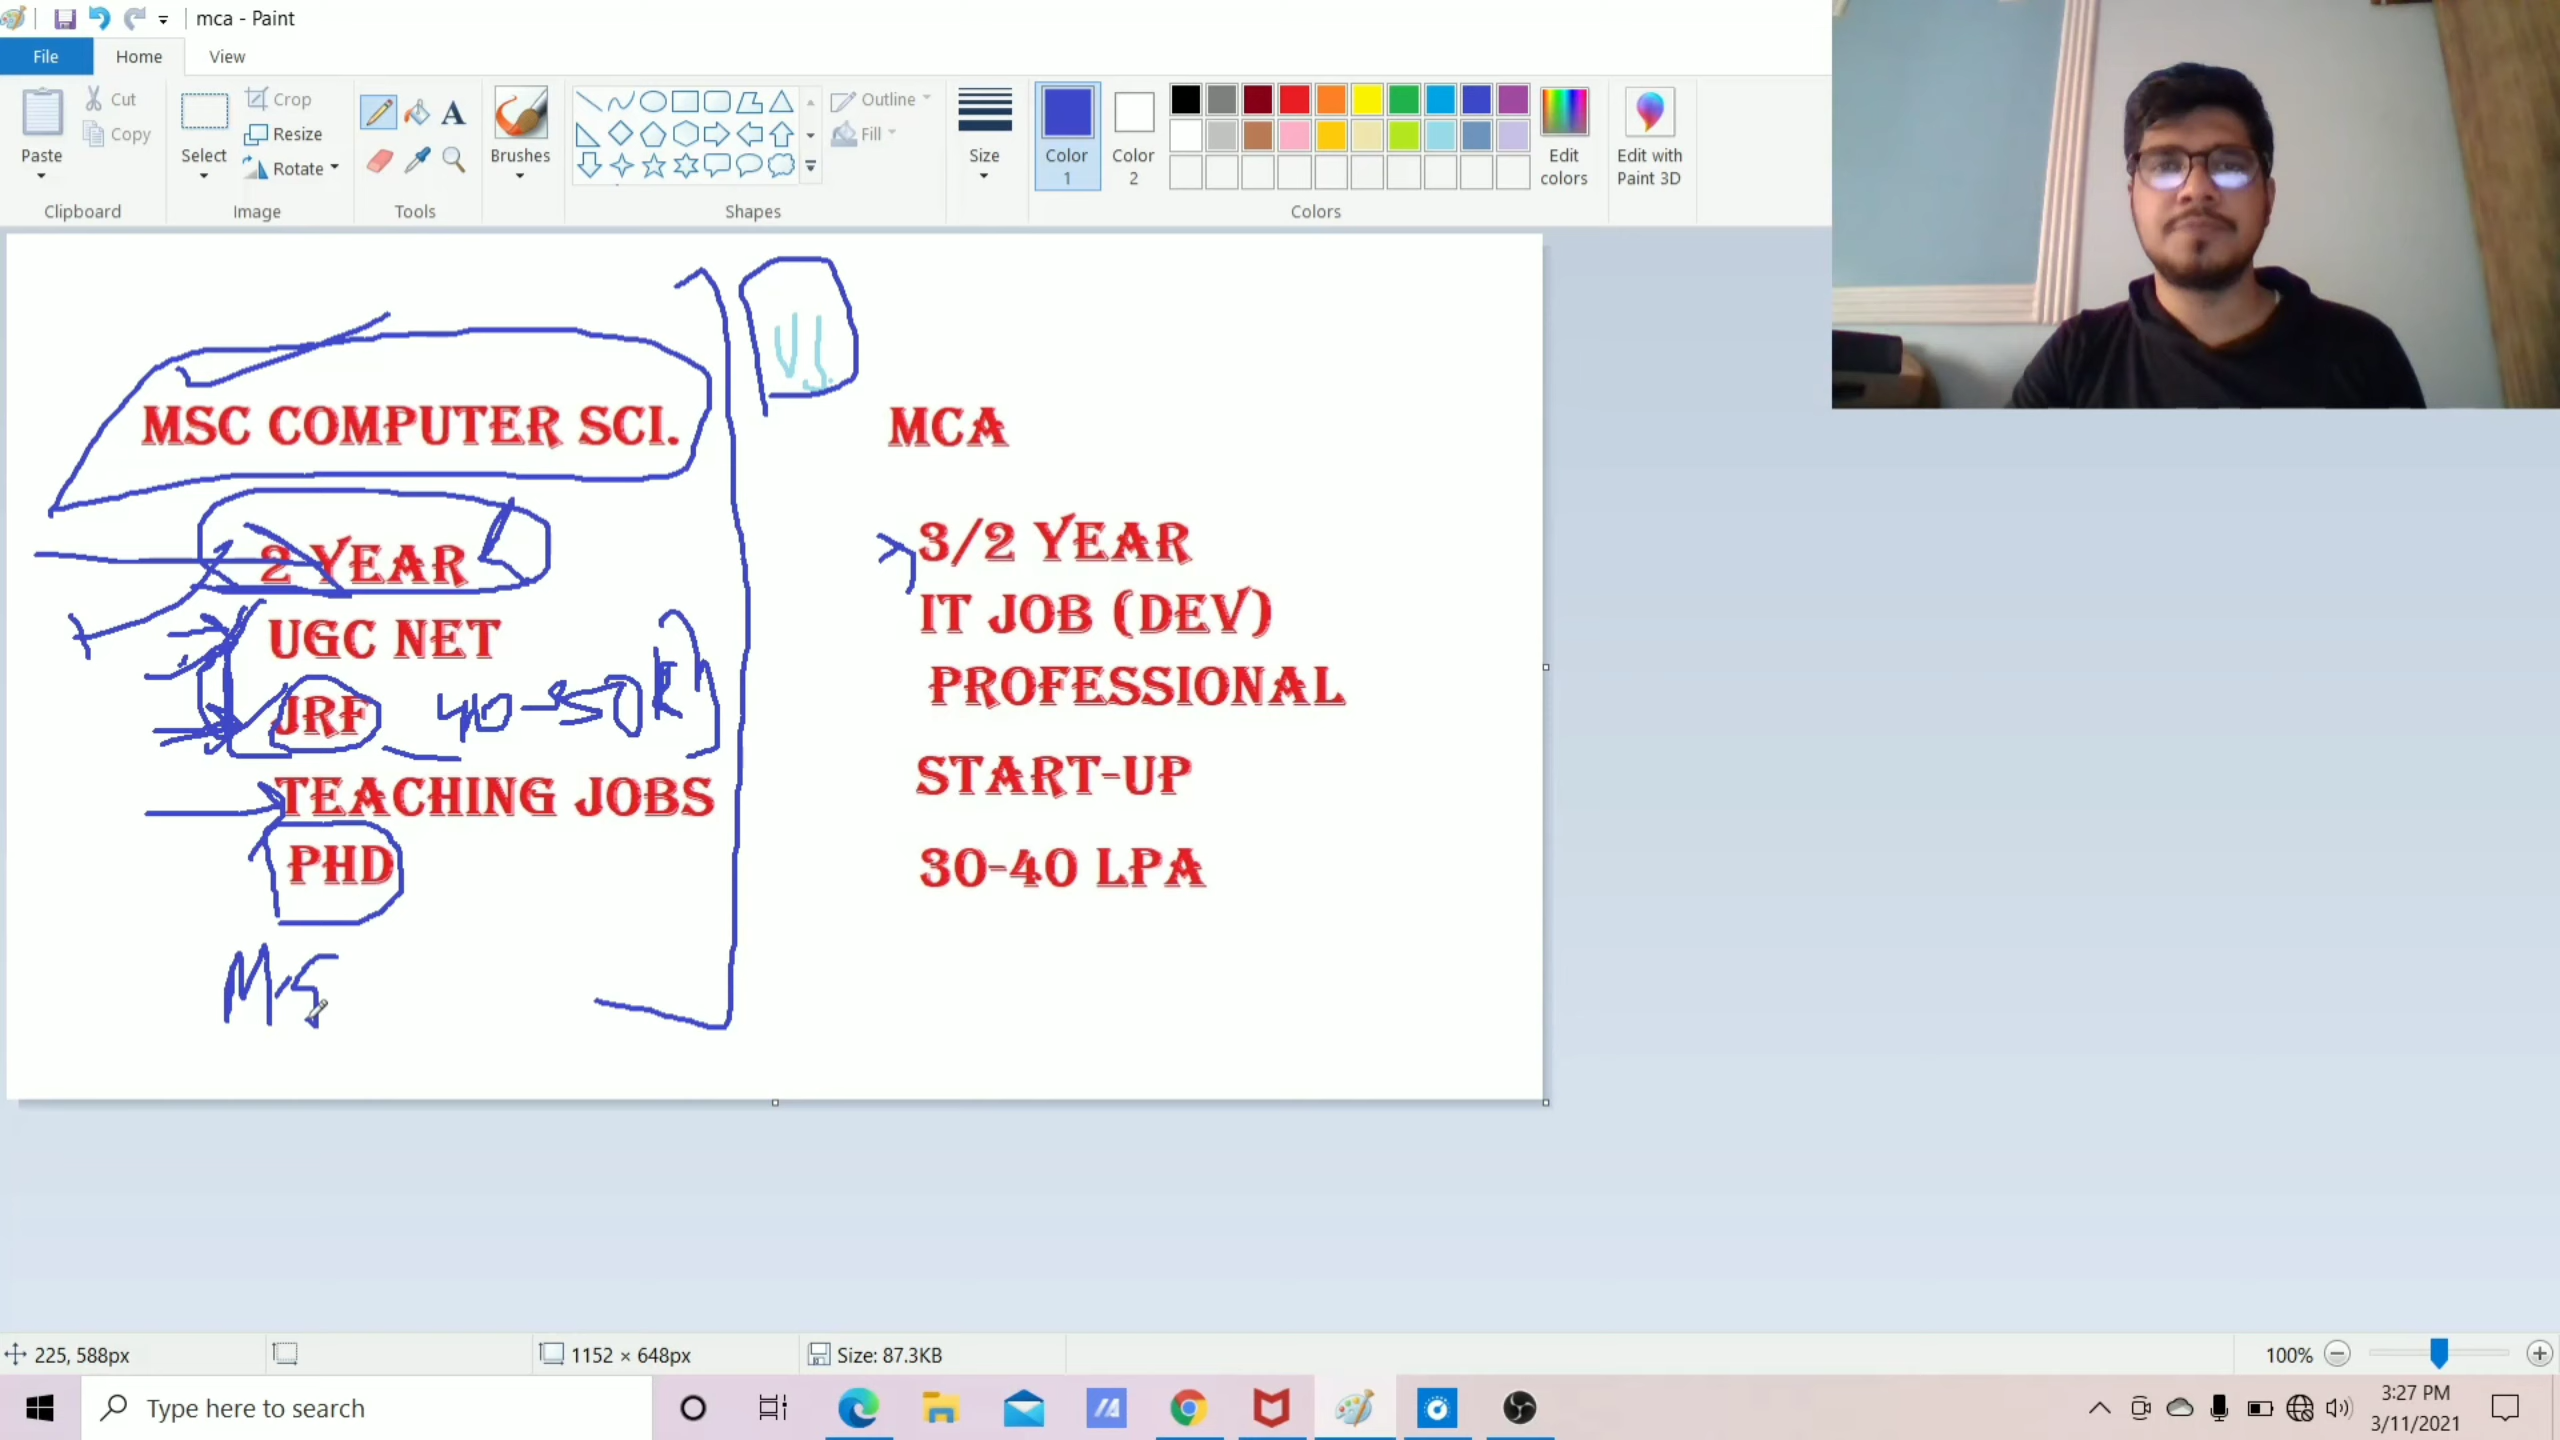 mca - Paint
File Home View
Paste Cut Copy Clipboard
Select Crop Resize Rotate Image
A Tools
Brushes
Shapes Outline Fill
Size
Color 1 Color 2 Colors
Edit colors
Edit with Paint 3D
VS.
MSC COMPUTER SCI.
2 YEAR
UGC NET
JRF 40-50K
TEACHING JOBS
PHD
M.S
MCA
3/2 YEAR
IT JOB (DEV)
PROFESSIONAL
START-UP
30-40 LPA
225, 588px 1152 × 648px Size: 87.3KB 100%
Type here to search 3:27 PM
3/11/2021